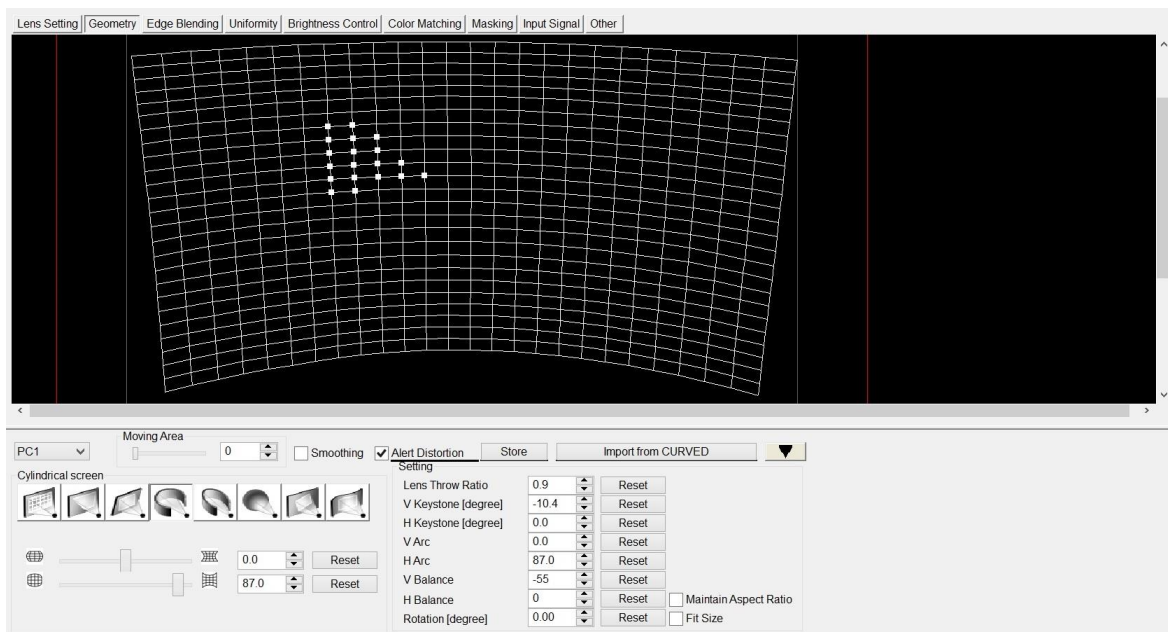 Lens Setting Geometry Edge Blending Uniformity Brightness Control Color Matching Masking Input Signal Other
PC1 Moving Area 0 Smoothing Alert Distortion Store Import from CURVED
Cylindrical screen
0.0 Reset
87.0 Reset
Setting
Lens Throw Ratio 0.9 Reset
V Keystone [degree] -10.4 Reset
H Keystone [degree] 0.0 Reset
V Arc 0.0 Reset
H Arc 87.0 Reset
V Balance -55 Reset
H Balance 0 Reset Maintain Aspect Ratio
Rotation [degree] 0.00 Reset Fit Size